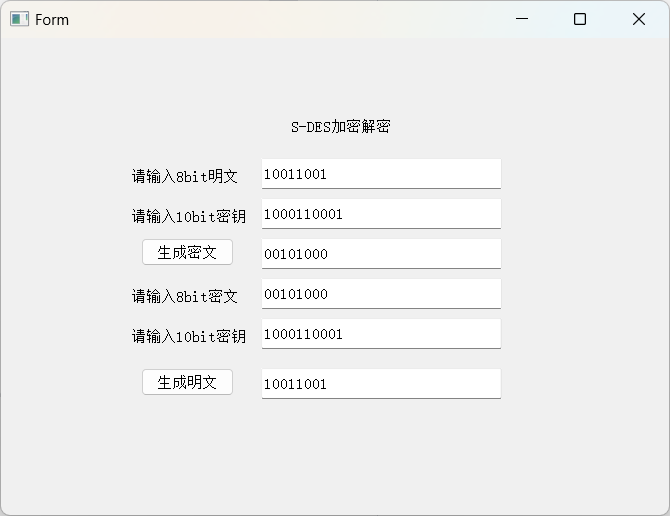 Form
S-DES加密解密
请输入8bit明文 10011001
请输入10bit密钥 1000110001
生成密文 00101000
请输入8bit密文 00101000
请输入10bit密钥 1000110001
生成明文 10011001